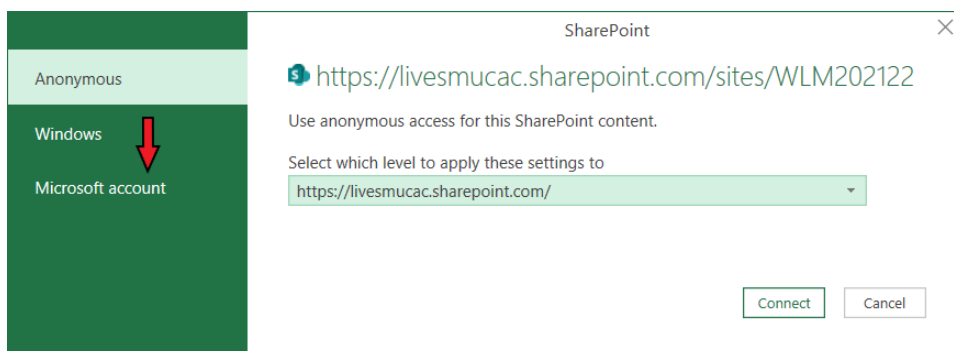 SharePoint
Anonymous
Windows
Microsoft account
https://livesmucac.sharepoint.com/sites/WLM202122
Use anonymous access for this SharePoint content.
Select which level to apply these settings to
https://livesmucac.sharepoint.com/
Connect
Cancel